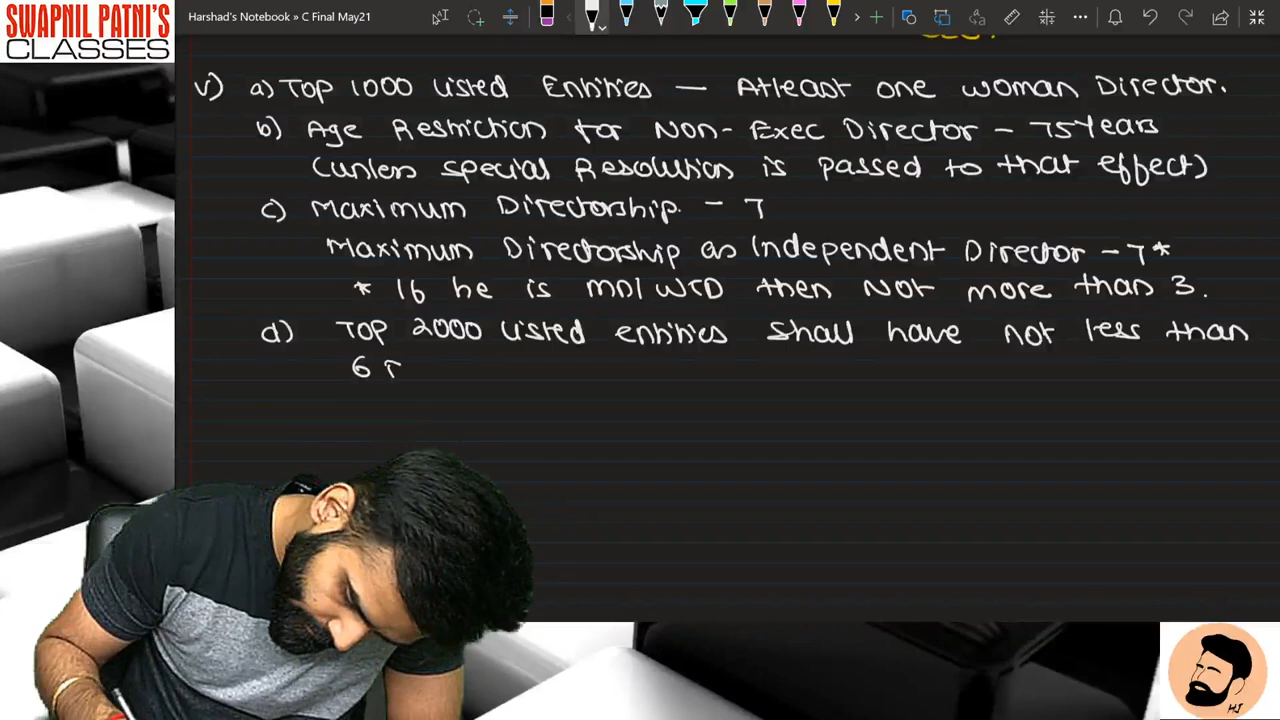 SWAPNIL PATNI'S
CLASSES
Harshad's Notebook » C Final May21
v) a) Top 1000 Listed Entities — Atleast one woman Director.
b) Age Restriction for Non-Exec Director - 75 Years
(unless special Resolution is passed to that effect)
c) Maximum Directorship - 7
Maximum Directorship as Independent Director - 7*
* If he is MD/WTD then Not more than 3.
d) Top 2000 Listed entities shall have not less than
6
HJ